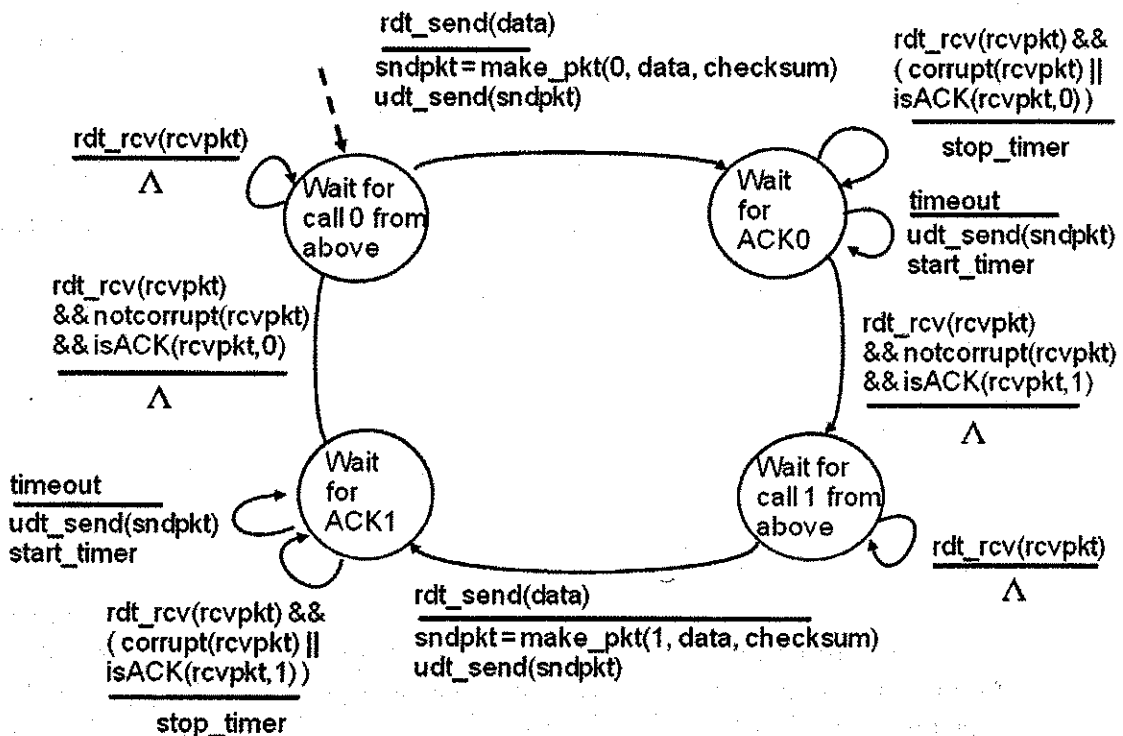 rdt_send(data)
sndpkt=make_pkt(0, data, checksum)
udt_send(sndpkt)
rdt_rcv(rcvpkt) &&
( corrupt(rcvpkt) ||
isACK(rcvpkt,0) )
stop_timer
rdt_rcv(rcvpkt)
Λ
Wait for
call 0 from
above
Wait
for
ACK0
timeout
udt_send(sndpkt)
start_timer
rdt_rcv(rcvpkt)
&& notcorrupt(rcvpkt)
&& isACK(rcvpkt,0)
Λ
rdt_rcv(rcvpkt)
&& notcorrupt(rcvpkt)
&& isACK(rcvpkt,1)
Λ
Wait
for
ACK1
Wait for
call 1 from
above
timeout
udt_send(sndpkt)
start_timer
rdt_rcv(rcvpkt)
Λ
rdt_rcv(rcvpkt) &&
( corrupt(rcvpkt) ||
isACK(rcvpkt,1) )
stop_timer
rdt_send(data)
sndpkt=make_pkt(1, data, checksum)
udt_send(sndpkt)